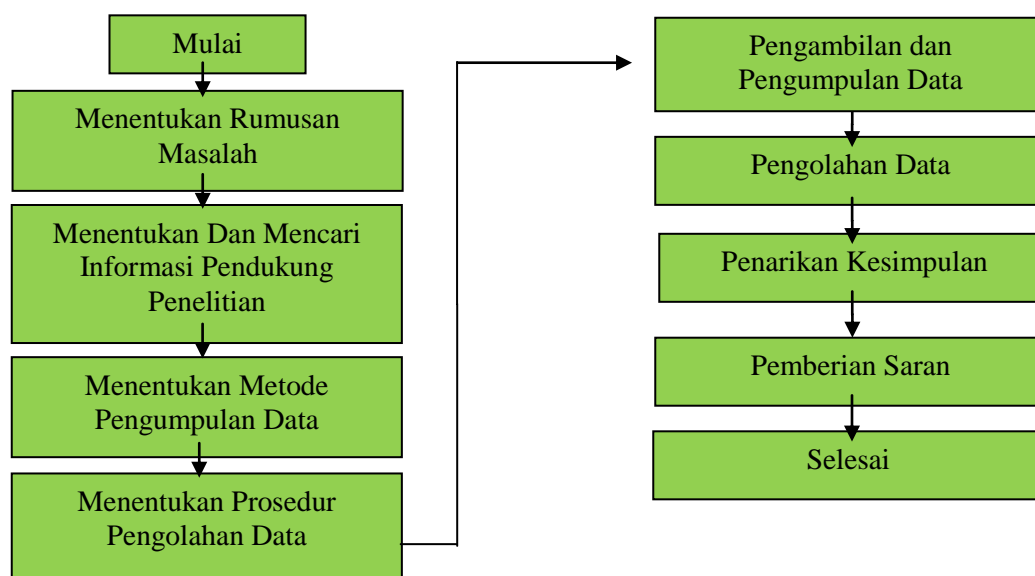 Mulai
Menentukan Rumusan
Masalah
Menentukan Dan Mencari
Informasi Pendukung
Penelitian
Menentukan Metode
Pengumpulan Data
Menentukan Prosedur
Pengolahan Data
Pengambilan dan
Pengumpulan Data
Pengolahan Data
Penarikan Kesimpulan
Pemberian Saran
Selesai